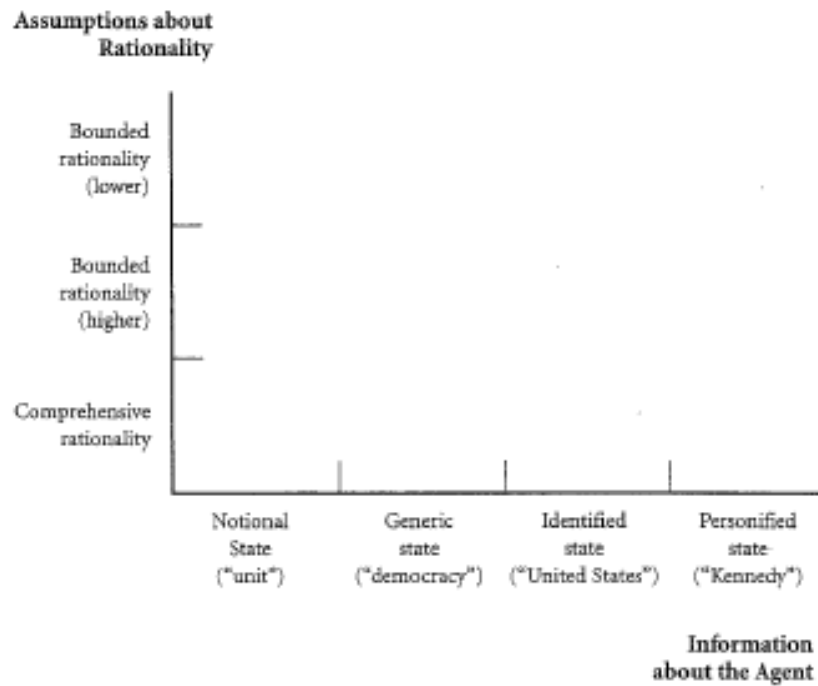 Assumptions about
Rationality
Bounded
rationality
(lower)
Bounded
rationality
(higher)
Comprehensive
rationality
Notional
State
("unit")
Generic
state
("democracy")
Identified
state
("United States")
Personified
state
("Kennedy")
Information
about the Agent